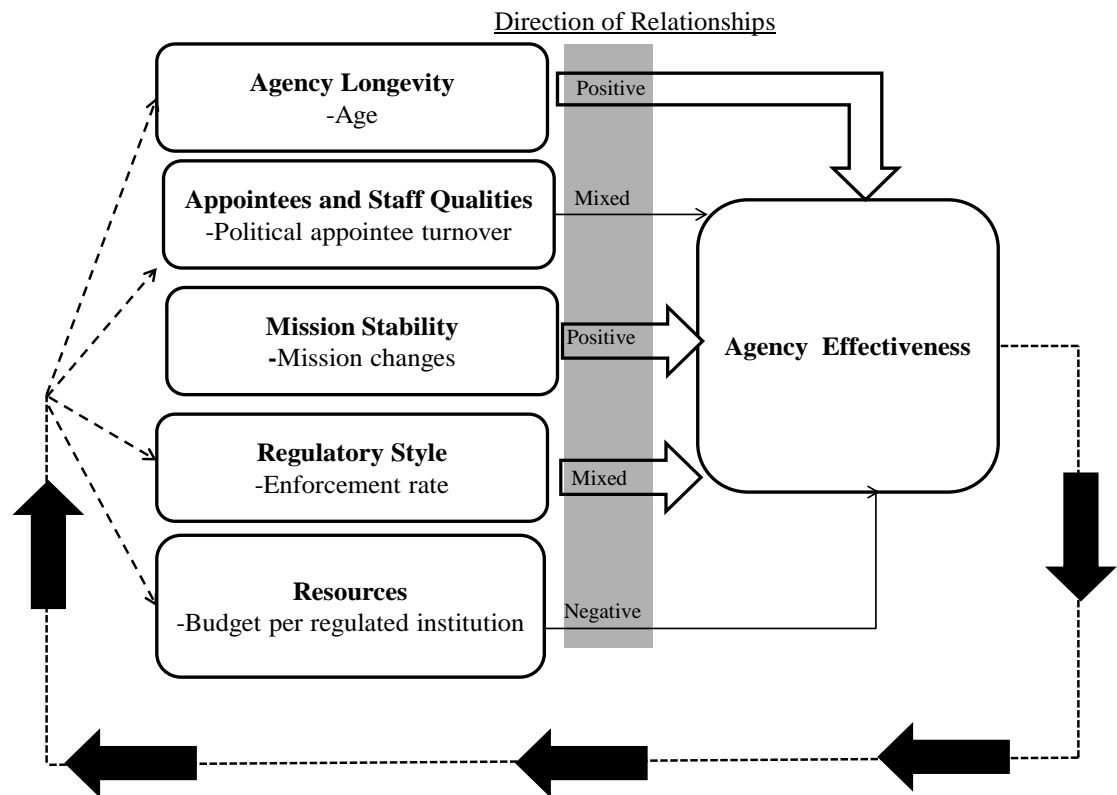 Direction of Relationships
Agency Longevity
-Age
Positive
Appointees and Staff Qualities
-Political appointee turnover
Mixed
Mission Stability
-Mission changes
Positive
Agency Effectiveness
Regulatory Style
-Enforcement rate
Mixed
Resources
-Budget per regulated institution
Negative